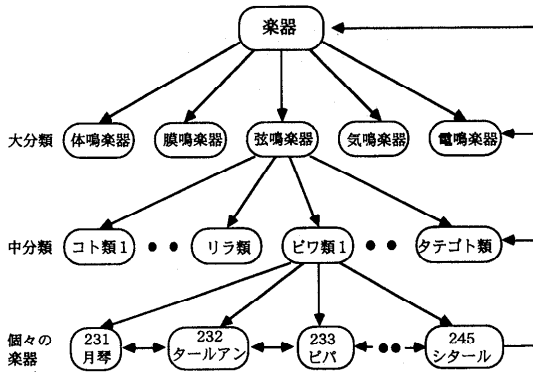 楽器
大分類 体鳴楽器 膜鳴楽器 弦鳴楽器 気鳴楽器 電鳴楽器
中分類 コト類1 ●● リラ類 ビワ類1 ●● タテゴト類
個々の
楽器
231
月琴
232
タールアン
233
ピパ
●●
245
シタール